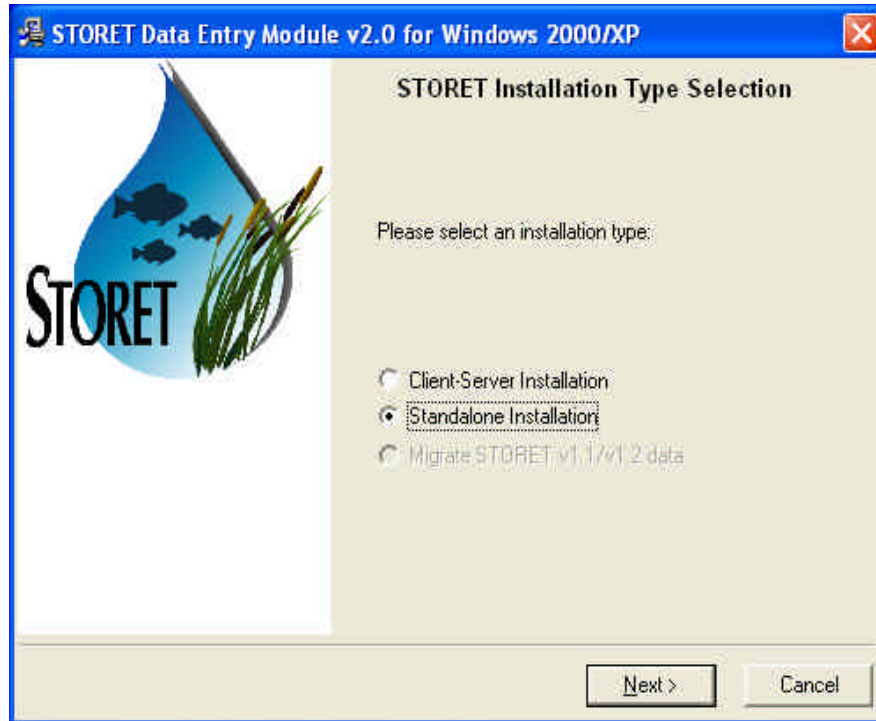 STORET Data Entry Module v2.0 for Windows 2000/XP
STORET Installation Type Selection
Please select an installation type:
STORET
Client-Server Installation
Standalone Installation
Migrate STORET v1.1/v1.2 data
Next >
Cancel